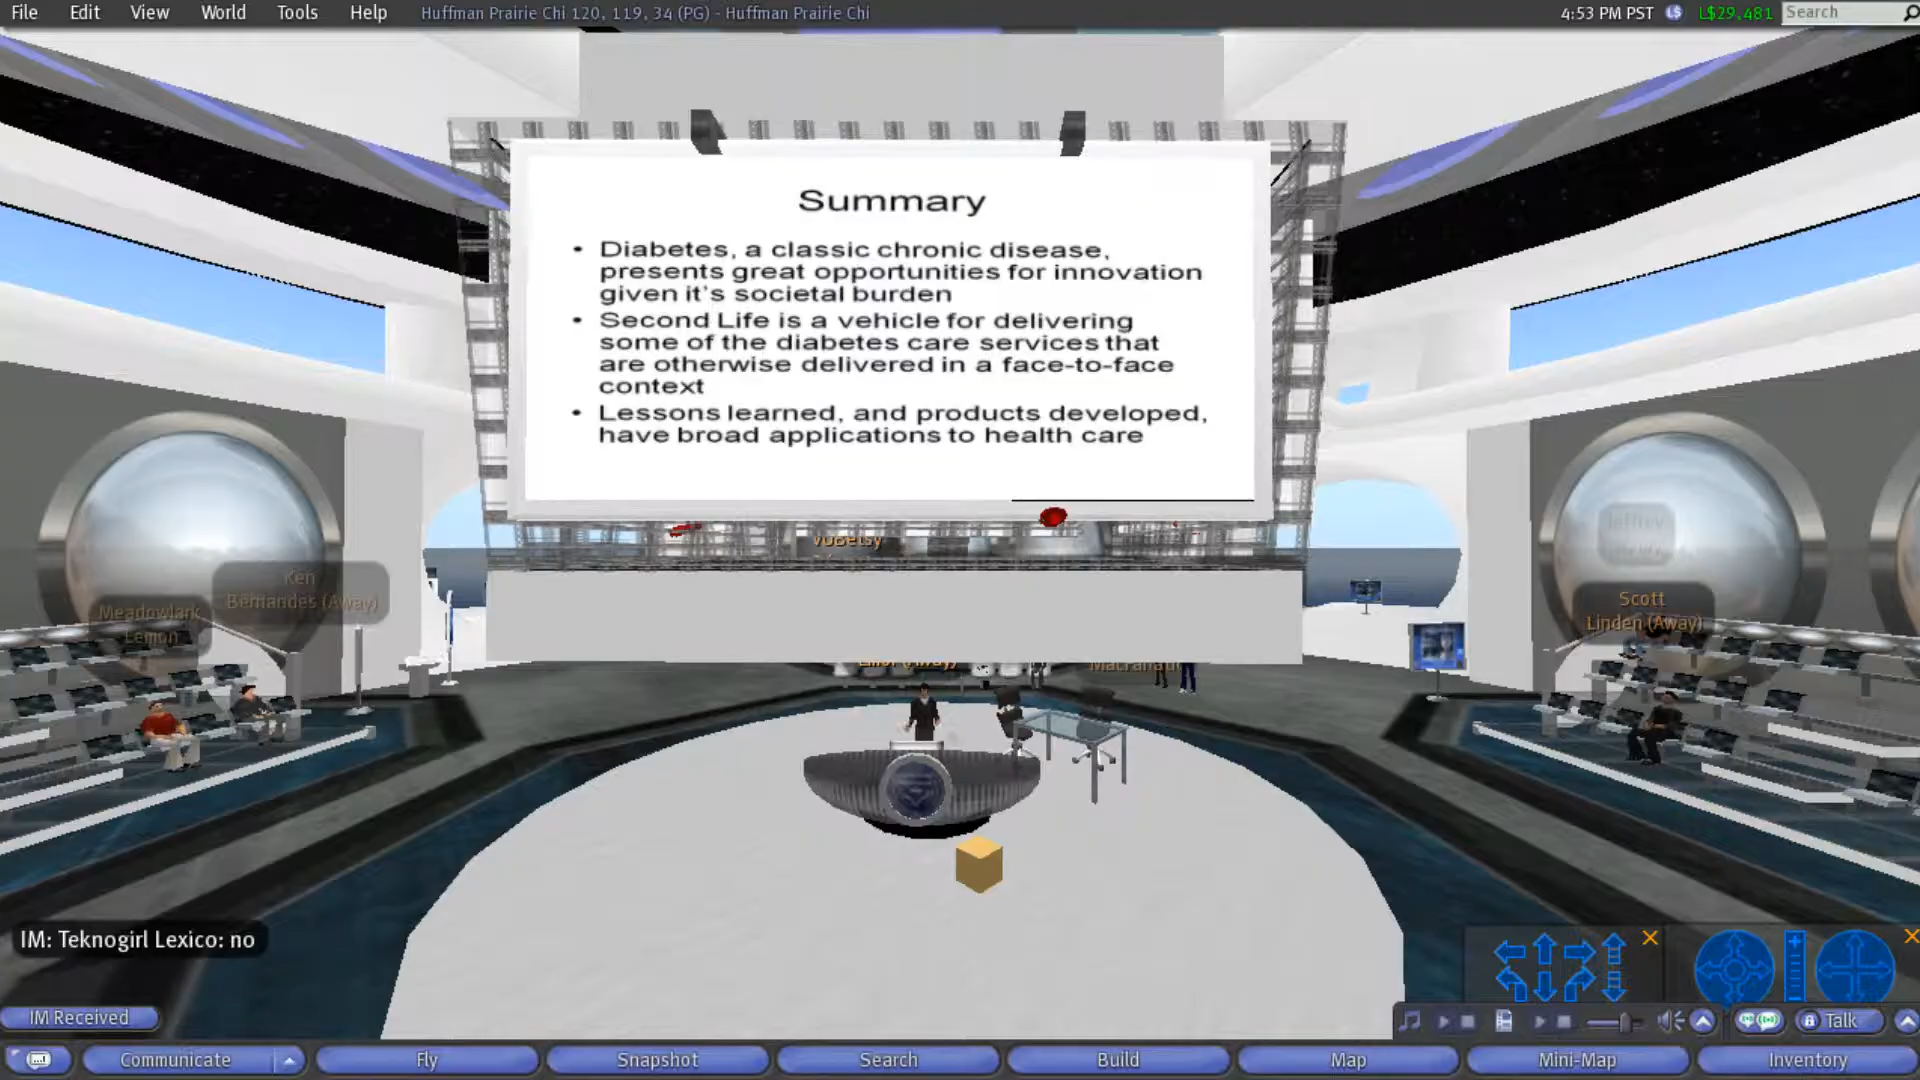 File Edit View World Tools Help Huffman Prairie Chi 120, 119, 34 (PG) - Huffman Prairie Chi 4:53 PM PST L$ L$29,481 Search
Summary
• Diabetes, a classic chronic disease,
presents great opportunities for innovation
given it's societal burden
• Second Life is a vehicle for delivering
some of the diabetes care services that
are otherwise delivered in a face-to-face
context
• Lessons learned, and products developed,
have broad applications to health care
Jeffrey
VoBetsy
Ken
Bernandes (Away)
Meadowlark
Lemon
Scott
Linden (Away)
(Away)
IM: Teknogirl Lexico: no
IM Received
Talk
Communicate Fly Snapshot Search Build Map Mini-Map Inventory